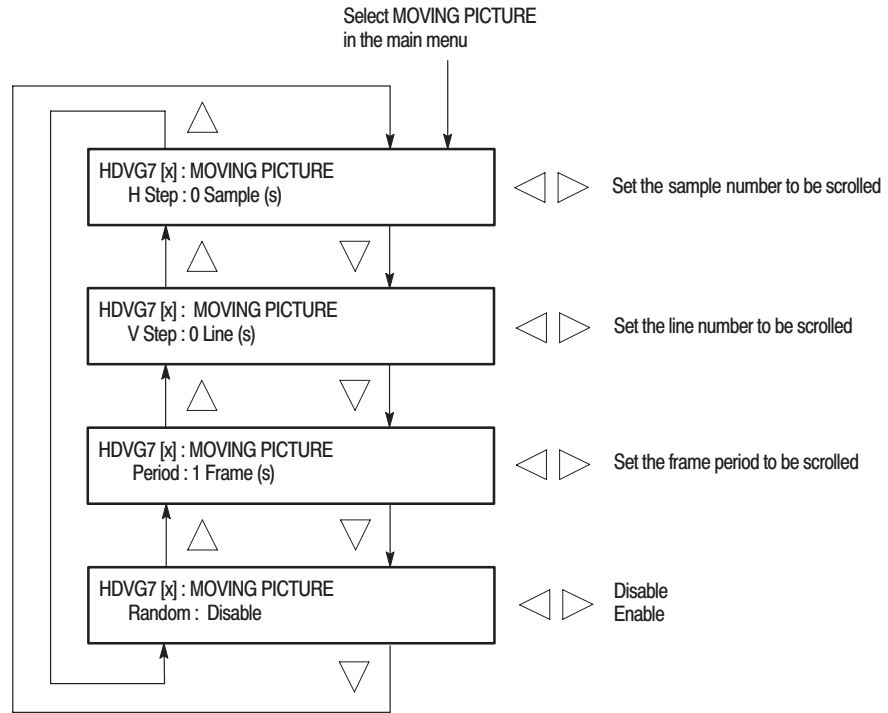 Select MOVING PICTURE
in the main menu
HDVG7 [x] : MOVING PICTURE
H Step : 0 Sample (s)
Set the sample number to be scrolled
HDVG7 [x] : MOVING PICTURE
V Step : 0 Line (s)
Set the line number to be scrolled
HDVG7 [x] : MOVING PICTURE
Period : 1 Frame (s)
Set the frame period to be scrolled
HDVG7 [x] : MOVING PICTURE
Random : Disable
Disable
Enable